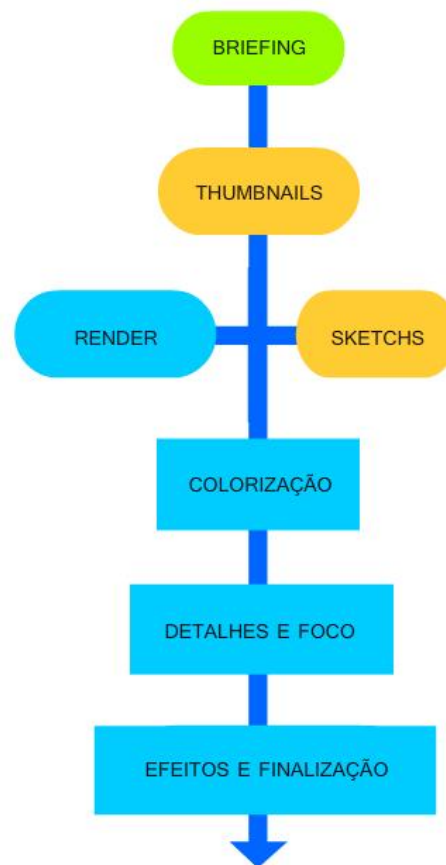 BRIEFING
THUMBNAILS
RENDER
SKETCHS
COLORIZAÇÃO
DETALHES E FOCO
EFEITOS E FINALIZAÇÃO